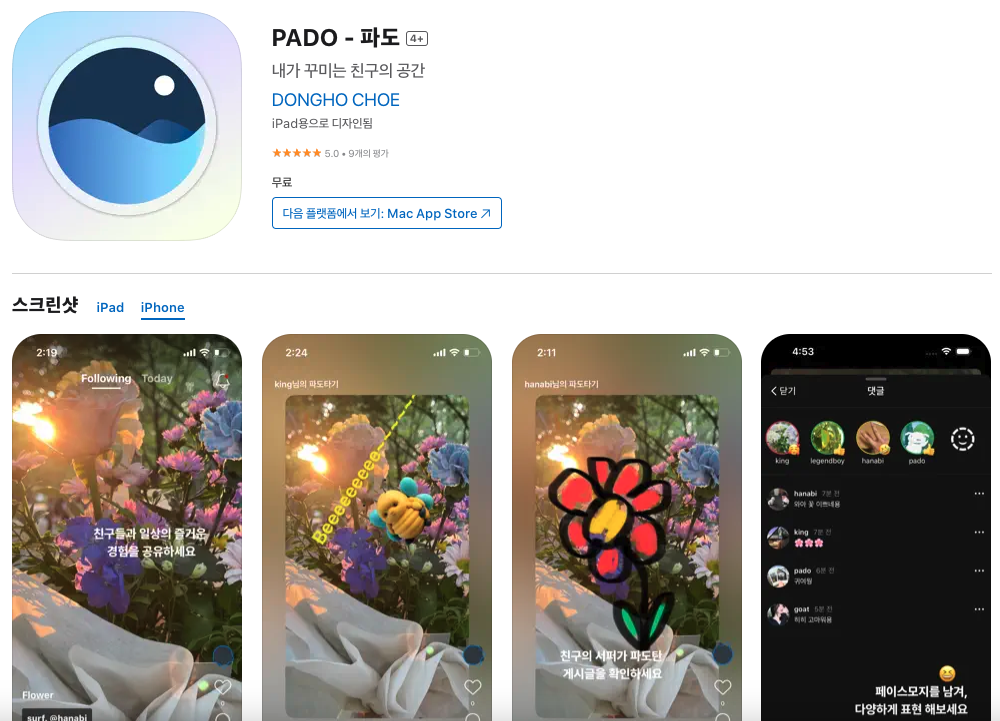 PADO - 파도 4+
내가 꾸미는 친구의 공간
DONGHO CHOE
iPad용으로 디자인됨
★★★★★ 5.0 • 9개의 평가
무료
다음 플랫폼에서 보기: Mac App Store ↗
스크린샷 iPad iPhone
2:19
Following Today
친구들과 일상의 즐거운
경험을 공유하세요
Flower
surf. @hanabi
2:24
king님의 파도타기
Beeeeeeeeee
0
2:11
hanabi님의 파도타기
친구의 서퍼가 파도탄
게시글을 확인하세요
0
4:53
닫기 댓글
king legendboy hanabi pado
hanabi 7분 전
와아 꽃 이쁘네용
king 7분 전
🌸🌸🌸
pado 6분 전
귀여웡
goat 5분 전
히히 고마워용
페이스모지를 남겨,
다양하게 표현 해보세요